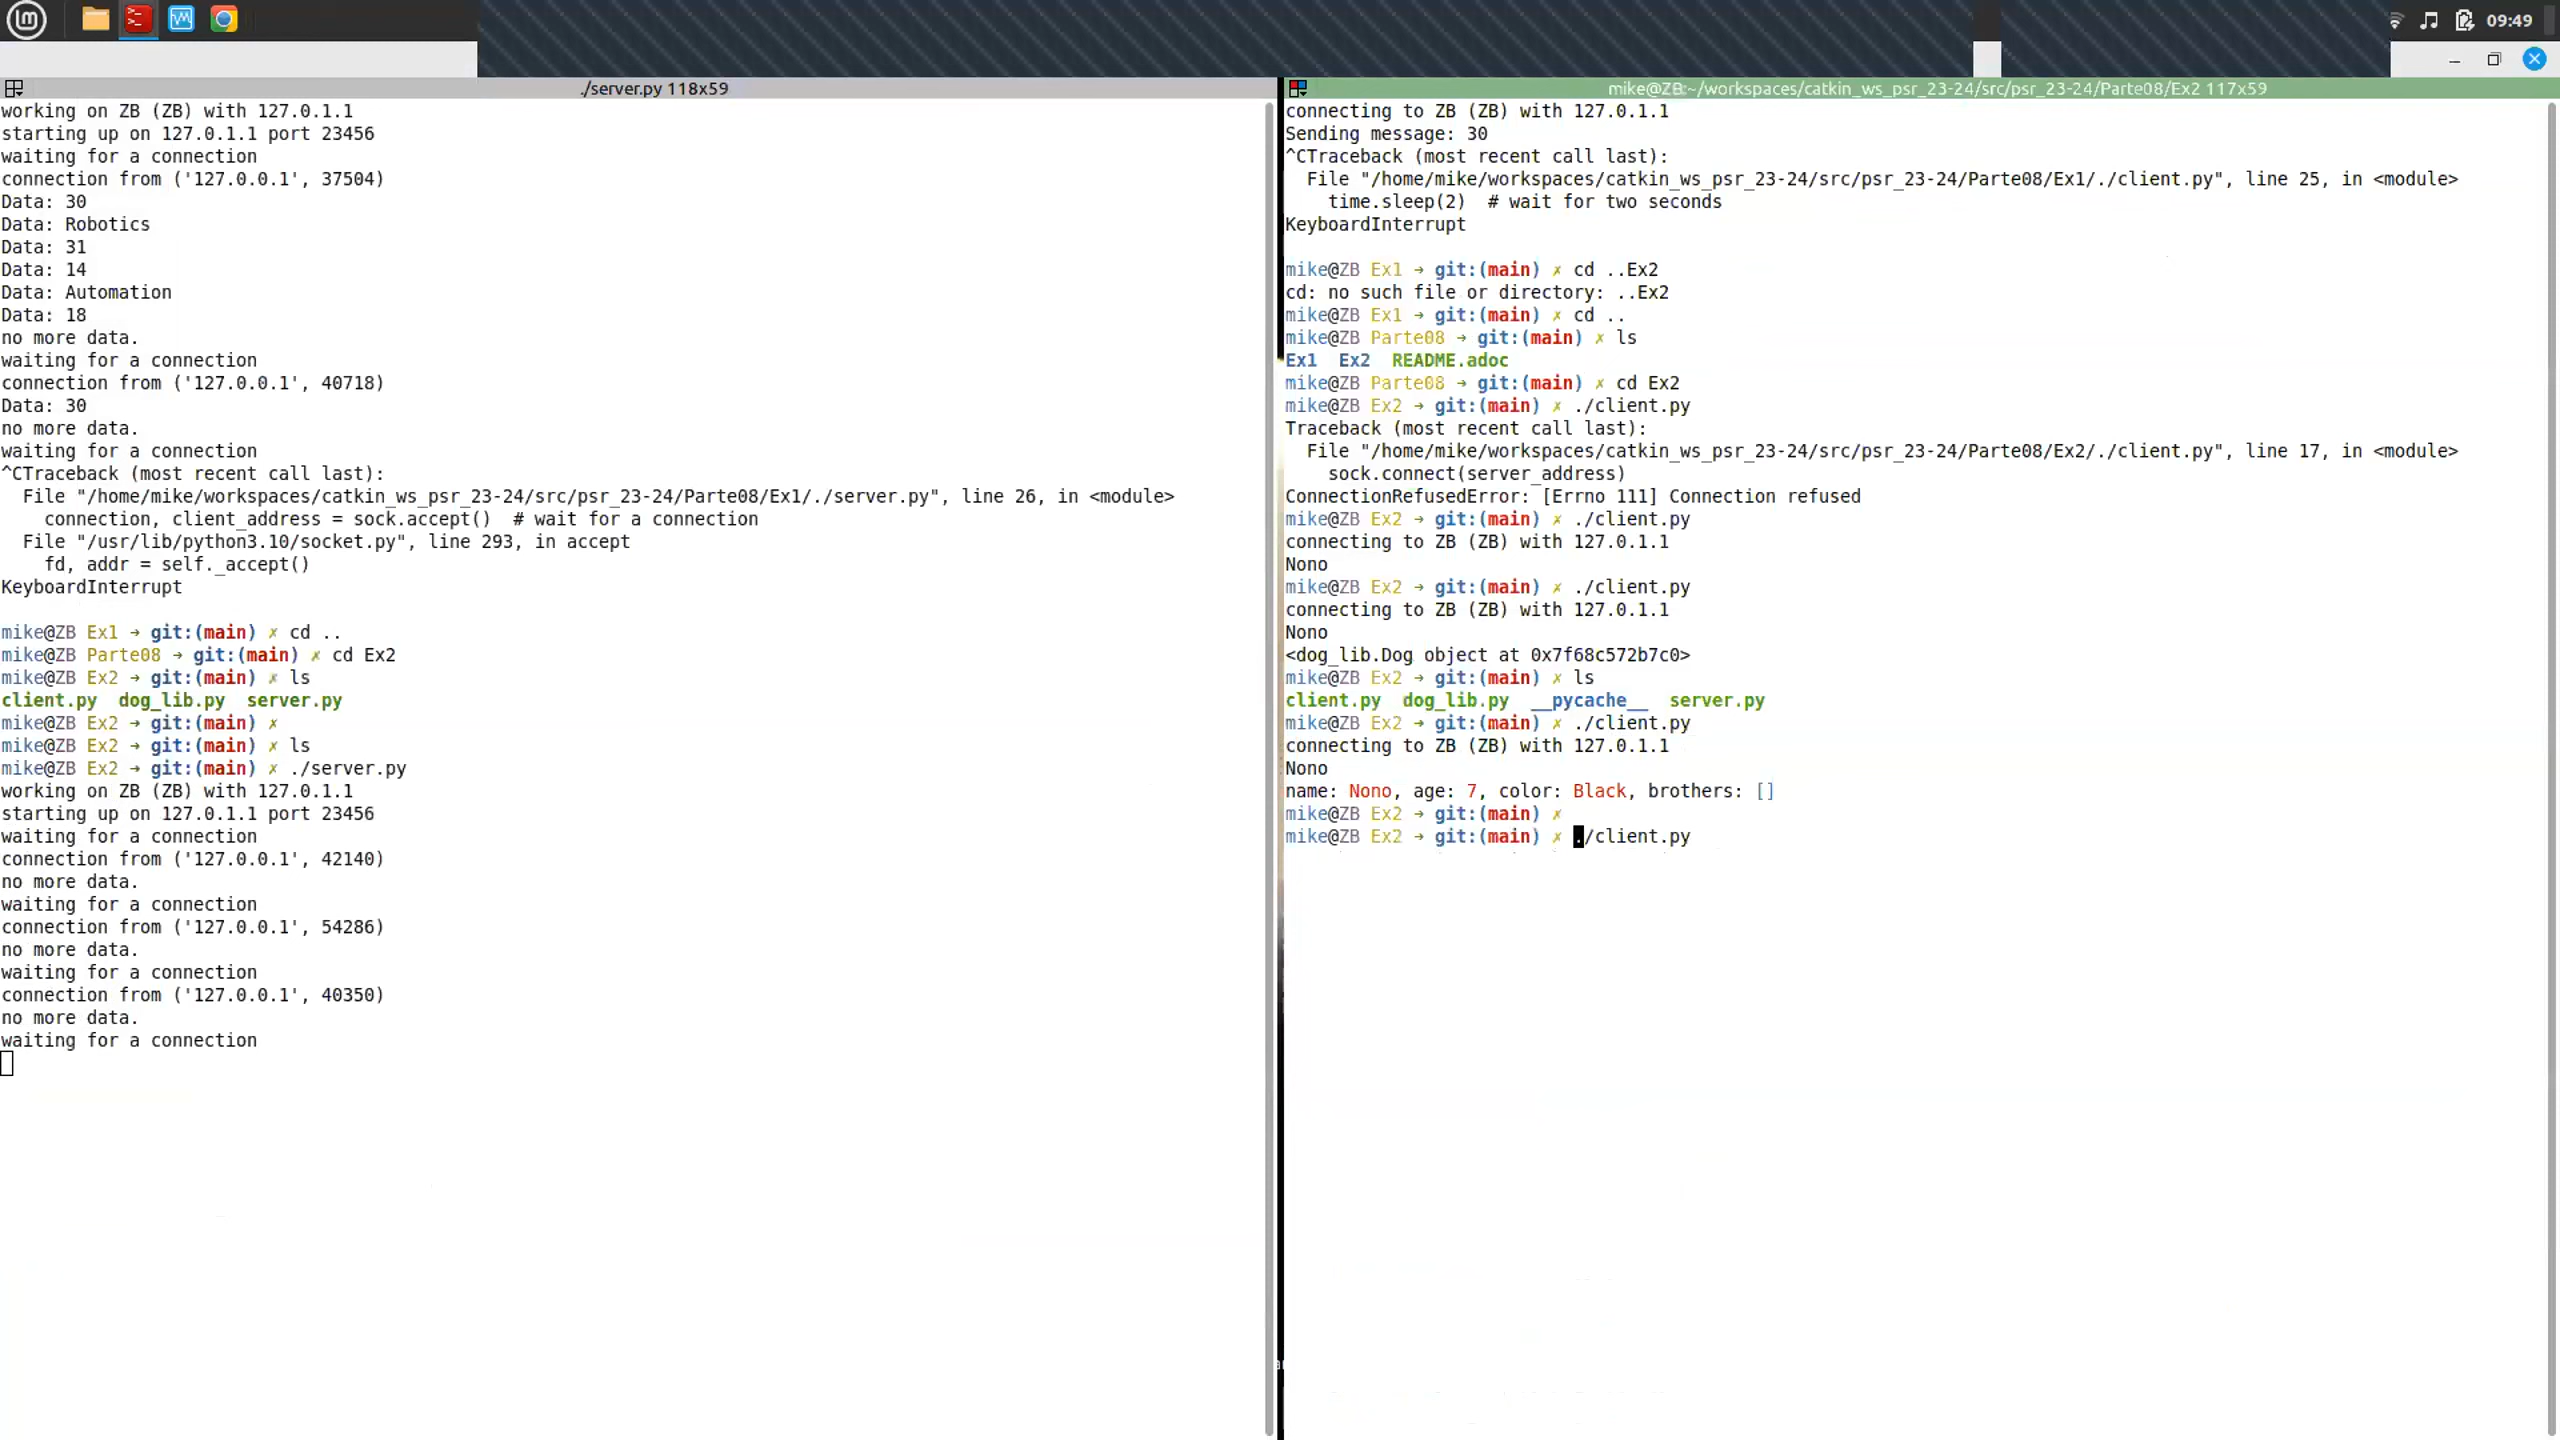 09:49
./server.py 118x59
working on ZB (ZB) with 127.0.1.1
starting up on 127.0.1.1 port 23456
waiting for a connection
connection from ('127.0.0.1', 37504)
Data: 30
Data: Robotics
Data: 31
Data: 14
Data: Automation
Data: 18
no more data.
waiting for a connection
connection from ('127.0.0.1', 40718)
Data: 30
no more data.
waiting for a connection
^CTraceback (most recent call last):
  File "/home/mike/workspaces/catkin_ws_psr_23-24/src/psr_23-24/Parte08/Ex1/./server.py", line 26, in <module>
    connection, client_address = sock.accept()  # wait for a connection
  File "/usr/lib/python3.10/socket.py", line 293, in accept
    fd, addr = self._accept()
KeyboardInterrupt
mike@ZB Ex1 → git:(main) ✗ cd ..
mike@ZB Parte08 → git:(main) ✗ cd Ex2
mike@ZB Ex2 → git:(main) ✗ ls
client.py  dog_lib.py  server.py
mike@ZB Ex2 → git:(main) ✗
mike@ZB Ex2 → git:(main) ✗ ls
mike@ZB Ex2 → git:(main) ✗ ./server.py
working on ZB (ZB) with 127.0.1.1
starting up on 127.0.1.1 port 23456
waiting for a connection
connection from ('127.0.0.1', 42140)
no more data.
waiting for a connection
connection from ('127.0.0.1', 54286)
no more data.
waiting for a connection
connection from ('127.0.0.1', 40350)
no more data.
waiting for a connection
mike@ZB:~/workspaces/catkin_ws_psr_23-24/src/psr_23-24/Parte08/Ex2 117x59
connecting to ZB (ZB) with 127.0.1.1
Sending message: 30
^CTraceback (most recent call last):
  File "/home/mike/workspaces/catkin_ws_psr_23-24/src/psr_23-24/Parte08/Ex1/./client.py", line 25, in <module>
    time.sleep(2)  # wait for two seconds
KeyboardInterrupt
mike@ZB Ex1 → git:(main) ✗ cd ..Ex2
cd: no such file or directory: ..Ex2
mike@ZB Ex1 → git:(main) ✗ cd ..
mike@ZB Parte08 → git:(main) ✗ ls
Ex1  Ex2  README.adoc
mike@ZB Parte08 → git:(main) ✗ cd Ex2
mike@ZB Ex2 → git:(main) ✗ ./client.py
Traceback (most recent call last):
  File "/home/mike/workspaces/catkin_ws_psr_23-24/src/psr_23-24/Parte08/Ex2/./client.py", line 17, in <module>
    sock.connect(server_address)
ConnectionRefusedError: [Errno 111] Connection refused
mike@ZB Ex2 → git:(main) ✗ ./client.py
connecting to ZB (ZB) with 127.0.1.1
Nono
mike@ZB Ex2 → git:(main) ✗ ./client.py
connecting to ZB (ZB) with 127.0.1.1
Nono
<dog_lib.Dog object at 0x7f68c572b7c0>
mike@ZB Ex2 → git:(main) ✗ ls
client.py  dog_lib.py  __pycache__  server.py
mike@ZB Ex2 → git:(main) ✗ ./client.py
connecting to ZB (ZB) with 127.0.1.1
Nono
name: Nono, age: 7, color: Black, brothers: []
mike@ZB Ex2 → git:(main) ✗
mike@ZB Ex2 → git:(main) ✗ ./client.py